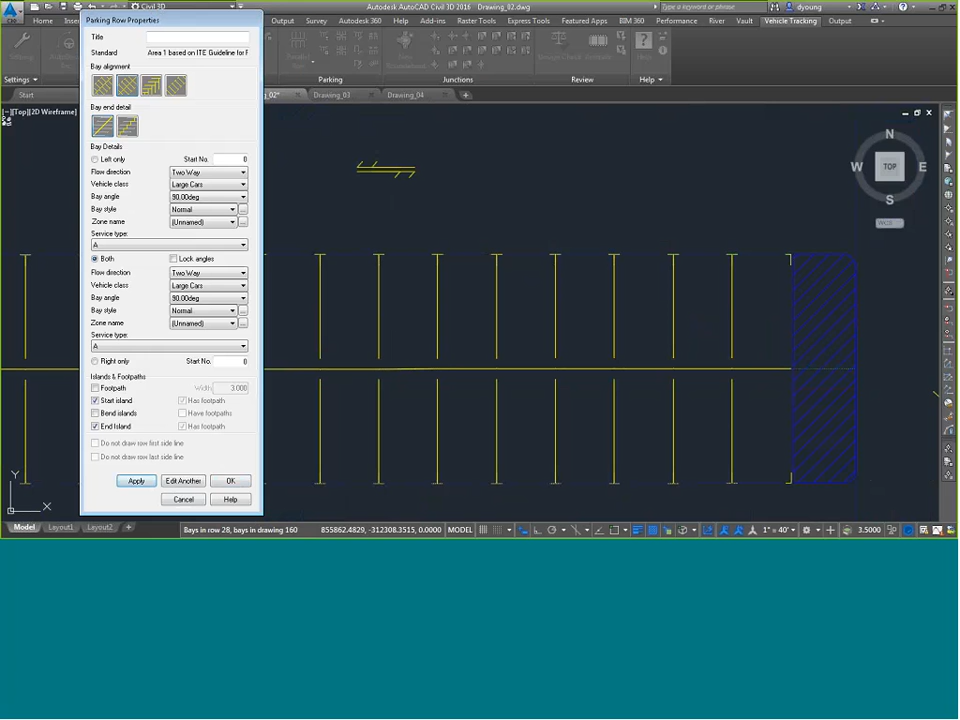 Civil 3D
Autodesk AutoCAD Civil 3D 2016 Drawing_02.dwg
Type a keyword or phrase
dyoung
Home
Output
Survey
Autodesk 360
Help
Add-ins
Raster Tools
Express Tools
Featured Apps
BIM 360
Performance
River
Vault
Vehicle Tracking
Output
Settings
Parking
Junctions
Review
Help
Start
_02*
Drawing_03
Drawing_04
[−][Top][2D Wireframe]
Parking Row Properties
Title
Standard Area 1 based on ITE Guideline for F
Bay alignment
Bay end detail
Bay Details
Left only Start No. 0
Flow direction Two Way
Vehicle class Large Cars
Bay angle 90.00deg
Bay style Normal ...
Zone name (Unnamed) ...
Service type:
A
Both Lock angles
Flow direction Two Way
Vehicle class Large Cars
Bay angle 90.00deg
Bay style Normal ...
Zone name (Unnamed) ...
Service type:
A
Right only Start No. 0
Islands & Footpaths
Footpath Width 3.000
Start island Has footpath
Bend islands Have footpaths
End Island Has footpath
Do not draw row first side line
Do not draw row last side line
Apply Edit Another OK
Cancel Help
N
W TOP E
S
WCS
Y
X
Model Layout1 Layout2 +
Bays in row 28, bays in drawing 160
855862.4829, -312308.3515, 0.0000 MODEL
1" = 40'
3.5000